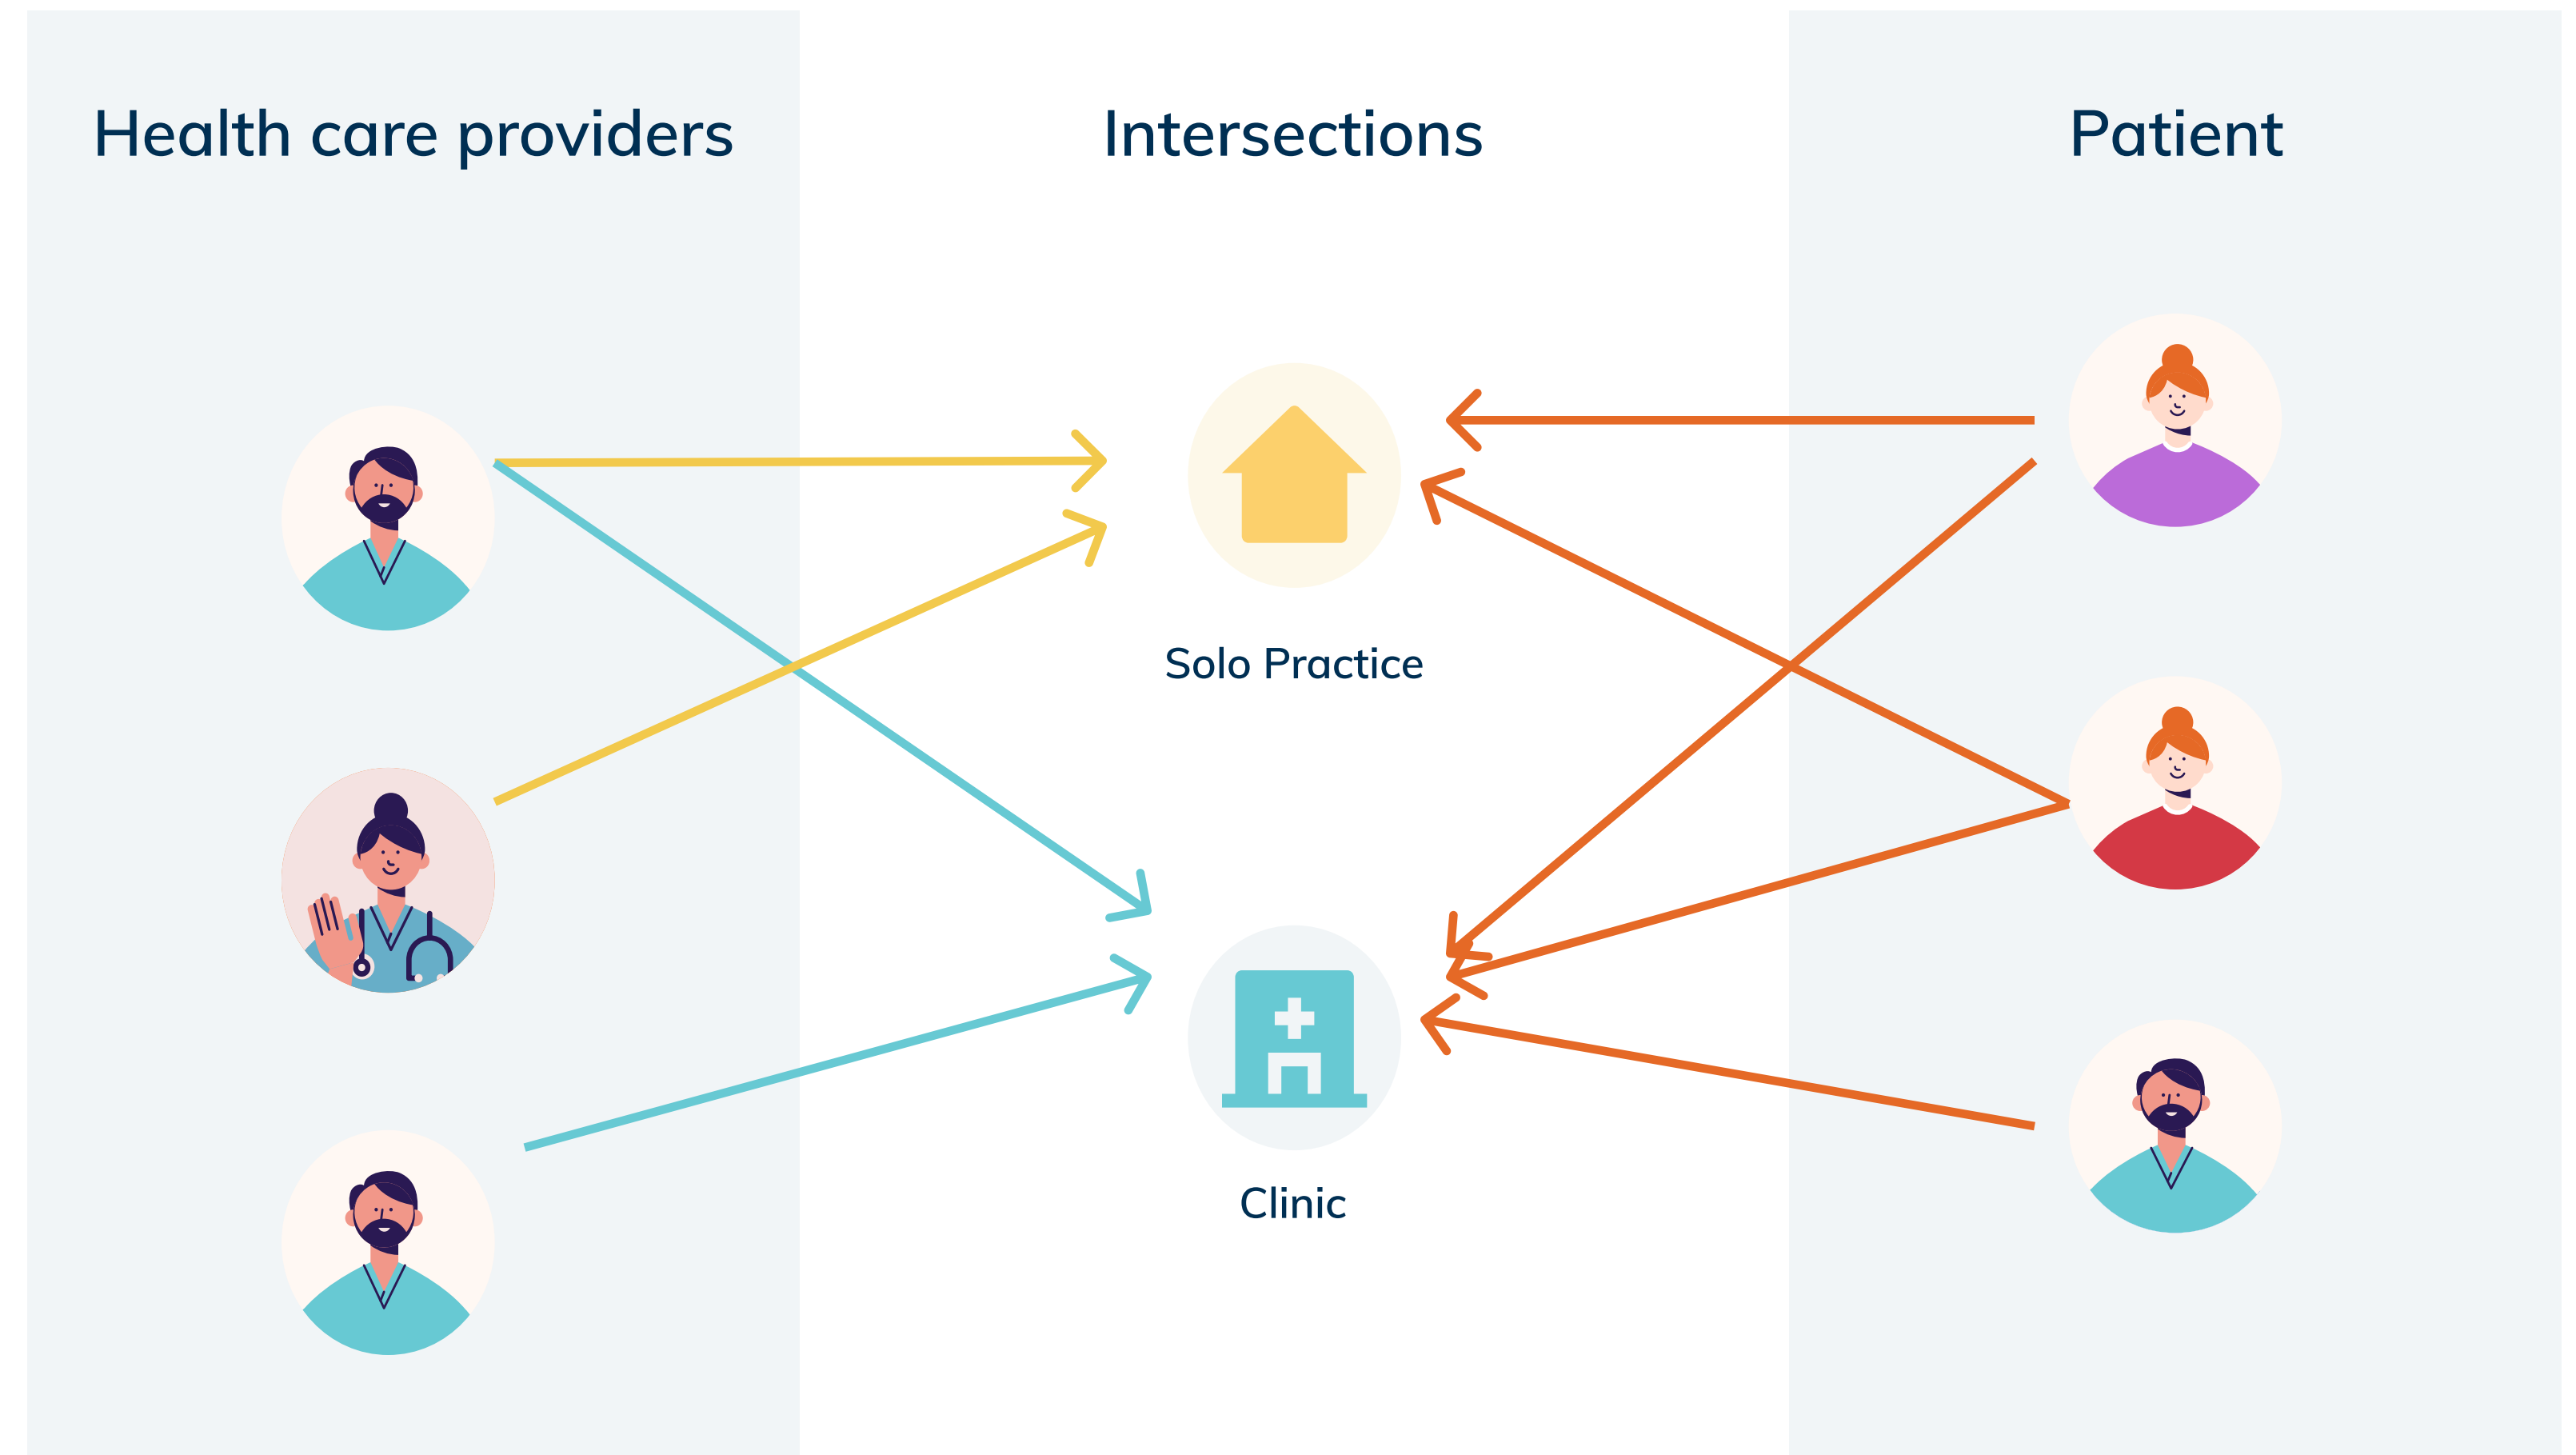 Health care providers
Intersections
Patient
Solo Practice
Clinic